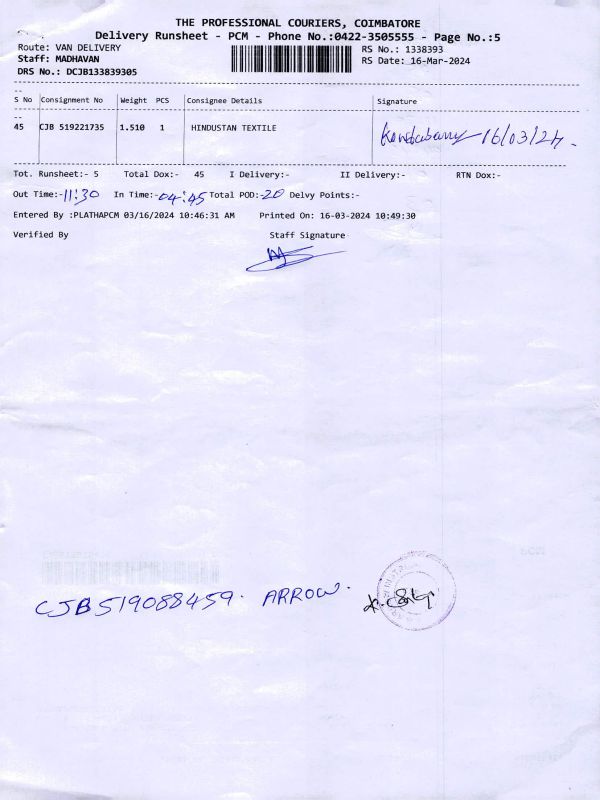 THE PROFESSIONAL COURIERS, COIMBATORE
Delivery Runsheet - PCM - Phone No.:0422-3505555 - Page No.:5
Route: VAN DELIVERY RS No.: 1338393
Staff: MADHAVAN RS Date: 16-Mar-2024
DRS No.: DCJB133839305
S No Consignment No Weight PCS Consignee Details Signature
45 CJB 519221735 1.510 1 HINDUSTAN TEXTILE 16/03/24
Tot. Runsheet:- 5 Total Dox:- 45 I Delivery:- II Delivery:- RTN Dox:-
Out Time:-11:30 In Time:-04:45 Total POD:-20 Delvy Points:-
Entered By :PLATHAPCM 03/16/2024 10:46:31 AM Printed On: 16-03-2024 10:49:30
Verified By Staff Signature
CJB519088459. ARROW.